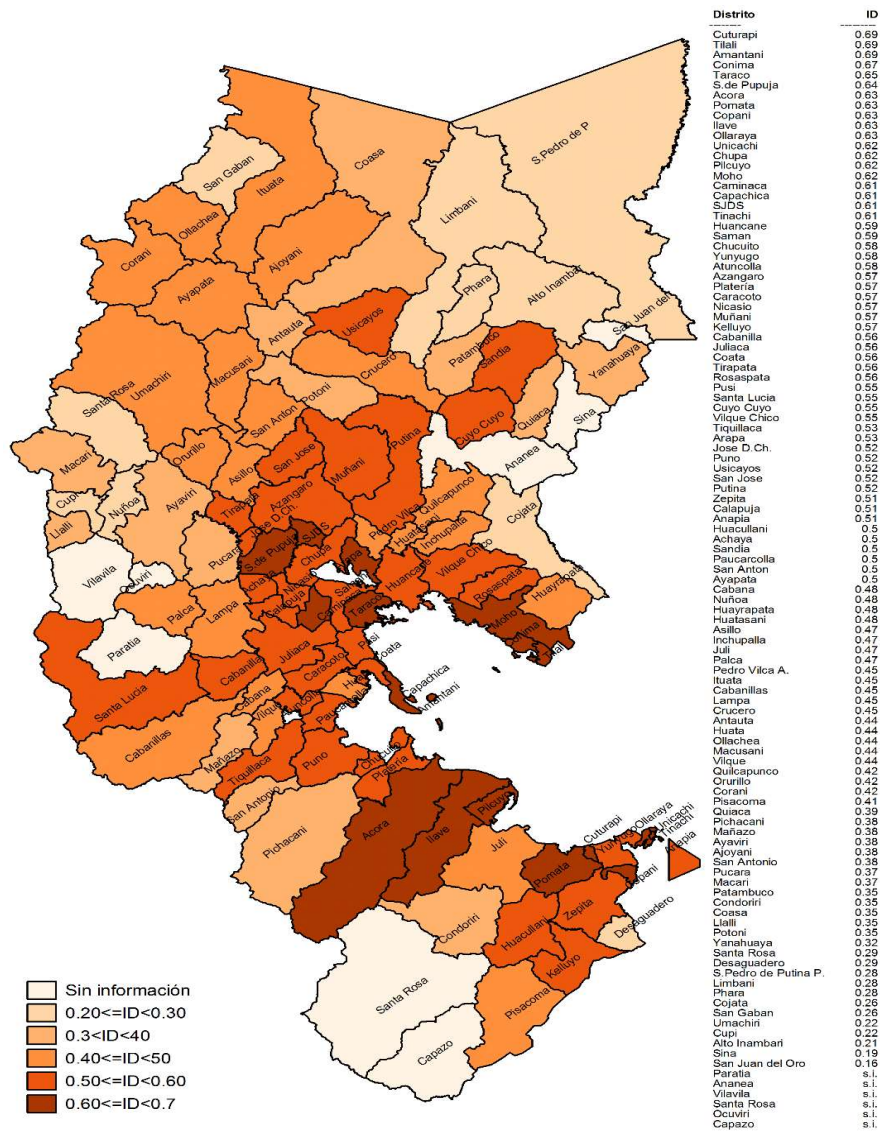 Distrito ID
Cuturapi 0.69
Tilali 0.69
Amantani 0.69
Conima 0.67
Taraco 0.65
S.de Pupuja 0.64
Acora 0.63
Pomata 0.63
Copani 0.63
Ilave 0.63
Ollaraya 0.63
Unicachi 0.62
Chupa 0.62
Pilcuyo 0.62
Moho 0.62
Caminaca 0.61
Capachica 0.61
SJDS 0.61
Tinachi 0.61
Huancane 0.59
Saman 0.59
Chucuito 0.58
Yunyugo 0.58
Atuncolla 0.58
Azangaro 0.57
Platería 0.57
Caracoto 0.57
Nicasio 0.57
Muñani 0.57
Kelluyo 0.57
Cabanilla 0.56
Juliaca 0.56
Coata 0.56
Tirapata 0.56
Rosaspata 0.56
Pusi 0.55
Santa Lucia 0.55
Cuyo Cuyo 0.55
Vilque Chico 0.55
Tiquillaca 0.53
Arapa 0.53
Jose D.Ch. 0.52
Puno 0.52
Usicayos 0.52
San Jose 0.52
Putina 0.52
Zepita 0.51
Calapuja 0.51
Anapia 0.51
Huacullani 0.5
Achaya 0.5
Sandia 0.5
Paucarcolla 0.5
San Anton 0.5
Ayapata 0.5
Cabana 0.48
Nuñoa 0.48
Huayrapata 0.48
Huatasani 0.48
Asillo 0.47
Inchupalla 0.47
Juli 0.47
Palca 0.47
Pedro Vilca A. 0.45
Ituata 0.45
Cabanillas 0.45
Lampa 0.45
Crucero 0.45
Antauta 0.44
Huata 0.44
Ollachea 0.44
Macusani 0.44
Vilque 0.44
Quilcapunco 0.42
Orurillo 0.42
Corani 0.42
Pisacoma 0.41
Quiaca 0.39
Pichacani 0.38
Mañazo 0.38
Ayaviri 0.38
Ajoyani 0.38
San Antonio 0.38
Pucara 0.37
Macari 0.37
Patambuco 0.35
Condoriri 0.35
Coasa 0.35
Llalli 0.35
Potoni 0.35
Yanahuaya 0.32
Santa Rosa 0.29
Desaguadero 0.29
S.Pedro de Putina P. 0.28
Limbani 0.28
Phara 0.28
Cojata 0.26
San Gaban 0.26
Umachiri 0.22
Cupi 0.22
Alto Inambari 0.21
Sina 0.19
San Juan del Oro 0.16
Paratia s.i.
Ananea s.i.
Vilavila s.i.
Santa Rosa s.i.
Ocuviri s.i.
Capazo s.i.
S.Pedro de P
Coasa
San Gaban
Ituata
Limbani
Ollachea
Corani
Ajoyani
Ayapata
Phara
Alto Inambar
San Juan del
Antauta
Usicayos
Patambuco
Sandia
Yanahuaya
Santa Rosa
Umachiri
Macusani
Crucero
Potoni
San Anton
Quiaca
Sina
Cuyo Cuyo
Ananea
Putina
Muñani
San Jose
Orurillo
Asillo
Macari
Cupi
Nuñoa
Ayaviri
Llalli
Azangaro
Tirapata
Jose D.Ch.
SJDS
Pedro Vilca
Quilcapunco
Huatasani
Inchupalla
Cojata
Vilavila
Ocuviri
Pucara
S.de Pupuja
Chupa
Huancane
Vilque Chico
Rosaspata
Huayrapata
Achaya
Nicasio
Calapuja
Saman
Caminaca
Taraco
Moho
Conima
Tilali
Palca
Lampa
Paratia
Juliaca
Pusi
Coata
Caracoto
Cabanilla
Santa Lucia
Cabana
Capachica
Amantani
Vilque
Paucarcolla
Cabanillas
Mañazo
Tiquillaca
Puno
Chucuito
Platería
San Antonio
Pichacani
Acora
Ilave
Pilcuyo
Juli
Pomata
Cuturapi
Yunyugo
Ollaraya
Unicachi
Tinachi
Anapia
Copani
Zepita
Desaguadero
Condoriri
Huacullani
Kelluyo
Pisacoma
Santa Rosa
Capazo
Sin información
0.20<=ID<0.30
0.3<ID<40
0.40<=ID<50
0.50<=ID<0.60
0.60<=ID<0.7